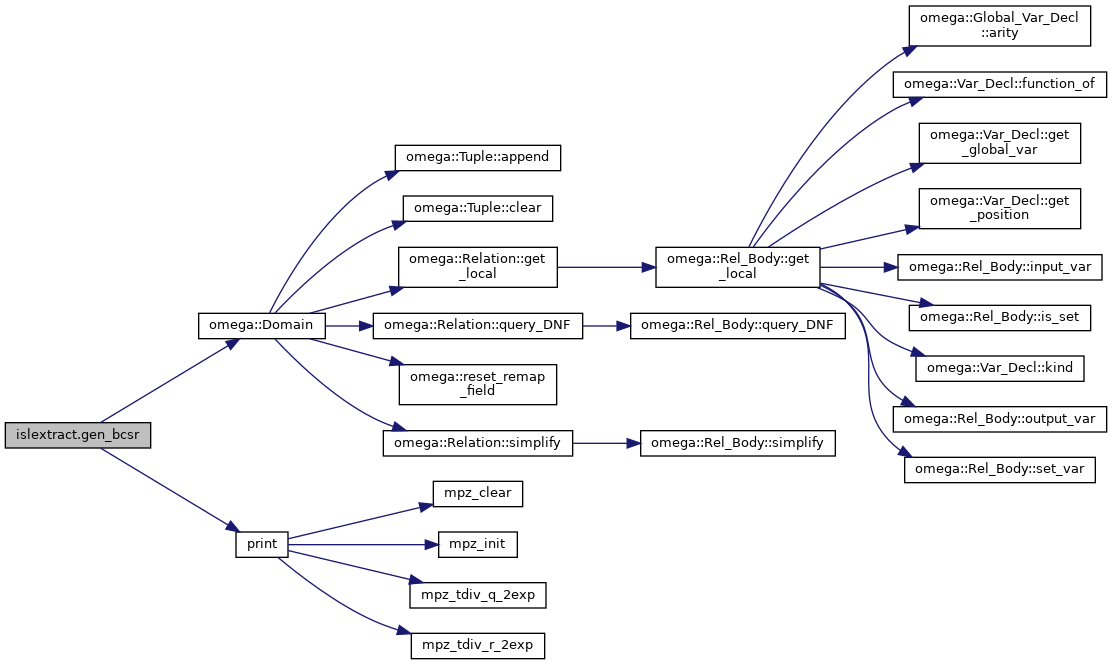 islextract.gen_bcsr
omega::Domain
omega::Tuple::append
omega::Tuple::clear
omega::Relation::get
_local
omega::Rel_Body::get
_local
omega::Global_Var_Decl
::arity
omega::Var_Decl::function_of
omega::Var_Decl::get
_global_var
omega::Var_Decl::get
_position
omega::Rel_Body::input_var
omega::Rel_Body::is_set
omega::Var_Decl::kind
omega::Rel_Body::output_var
omega::Rel_Body::set_var
omega::Relation::query_DNF
omega::Rel_Body::query_DNF
omega::reset_remap
_field
omega::Relation::simplify
omega::Rel_Body::simplify
print
mpz_clear
mpz_init
mpz_tdiv_q_2exp
mpz_tdiv_r_2exp